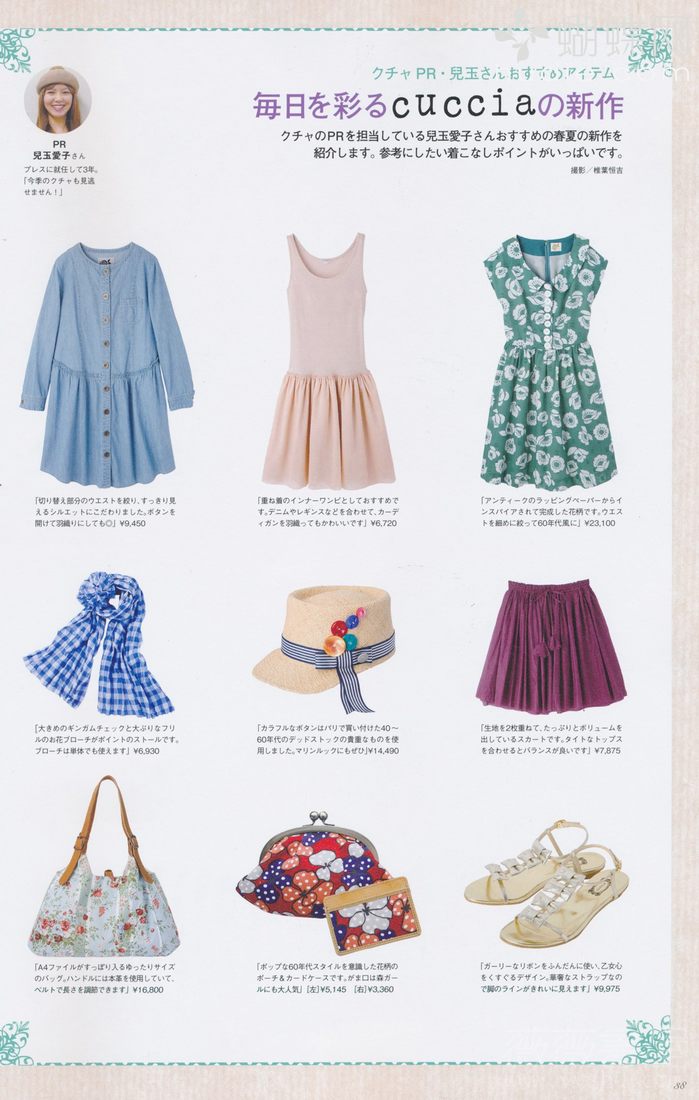 蝴蝶
クチャPR・兒玉さんおすすめアイテム
毎日を彩るcucciaの新作
クチャのPRを担当している兒玉愛子さんおすすめの春夏の新作を
紹介します。参考にしたい着こなしポイントがいっぱいです。
撮影／椎葉恒吉
PR
兒玉愛子さん
プレスに就任して3年。
「今季のクチャも見逃
せません！」
「切り替え部分のウエストを絞り、すっきり見
えるシルエットにこだわりました。ボタンを
開けて羽織りにしても◎」¥9,450
「重ね着のインナーワンピとしておすすめで
す。デニムやレギンスなどを合わせて、カーデ
ィガンを羽織ってもかわいいです」¥6,720
「アンティークのラッピングペーパーからイ
ンスパイアされて完成した花柄です。ウエス
トを細めに絞って60年代風に」¥23,100
「大きめのギンガムチェックと大ぶりなフリ
ルのお花ブローチがポイントのストールです。
ブローチは単体でも使えます」¥6,930
「カラフルなボタンはパリで買い付けた40〜
60年代のデッドストックの貴重なものを使
用しました。マリンルックにもぜひ」¥14,490
「生地を2枚重ねて、たっぷりとボリュームを
出しているスカートです。タイトなトップス
を合わせるとバランスが良いです」¥7,875
「A4ファイルがすっぽり入るゆったりサイズ
のバッグ。ハンドルには本革を使用していて、
ベルトで長さを調節できます」¥16,800
「ポップな60年代スタイルを意識した花柄の
ポーチ&カードケースです。がま口は森ガー
ルにも大人気」［左］¥5,145　［右］¥3,360
「ガーリーなリボンをふんだんに使い、乙女心
をくすぐるデザイン。華奢なストラップなの
で脚のラインがきれいに見えます」¥9,975
38